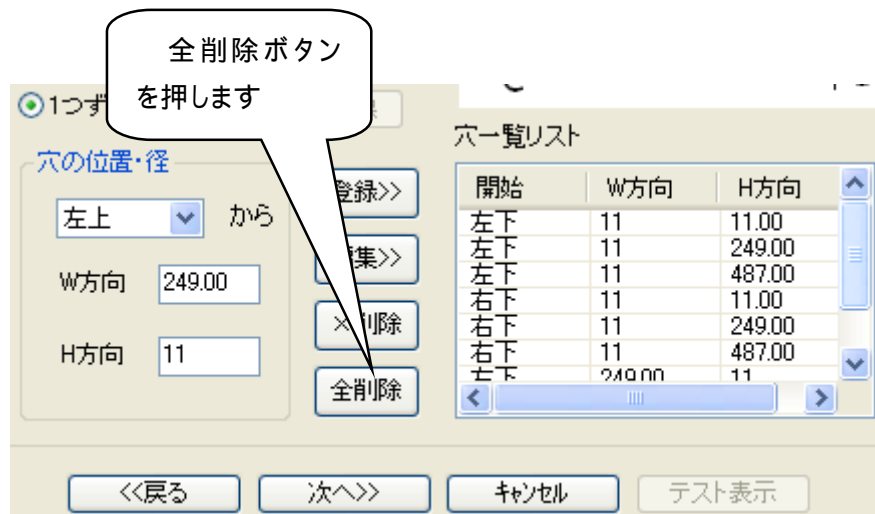 全削除ボタン
を押します
1つず
穴の位置・径
左上 から
W方向 249.00
H方向 11
登録>>
編集>>
×削除
全削除
穴一覧リスト
開始 W方向 H方向
左下 11 11.00
左下 11 249.00
左下 11 487.00
右下 11 11.00
右下 11 249.00
右下 11 487.00
左下 249.00 11
<<戻る 次へ>> キャンセル テスト表示